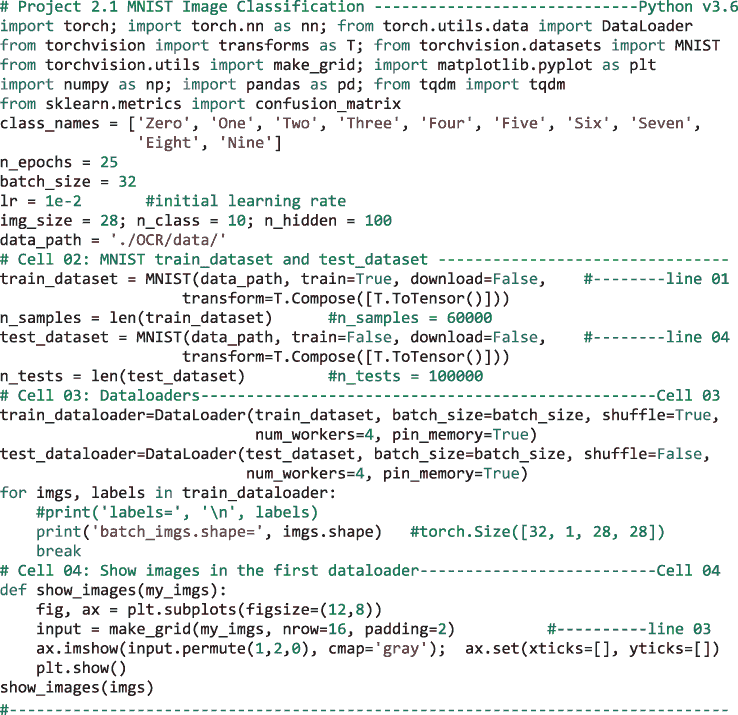 # Project 2.1 MNIST Image Classification -----------------------------Python v3.6
import torch; import torch.nn as nn; from torch.utils.data import DataLoader
from torchvision import transforms as T; from torchvision.datasets import MNIST
from torchvision.utils import make_grid; import matplotlib.pyplot as plt
import numpy as np; import pandas as pd; from tqdm import tqdm
from sklearn.metrics import confusion_matrix
class_names = ['Zero', 'One', 'Two', 'Three', 'Four', 'Five', 'Six', 'Seven',
               'Eight', 'Nine']
n_epochs = 25
batch_size = 32
lr = 1e-2       #initial learning rate
img_size = 28; n_class = 10; n_hidden = 100
data_path = './OCR/data/'
# Cell 02: MNIST train_dataset and test_dataset --------------------------------
train_dataset = MNIST(data_path, train=True, download=False,    #--------line 01
                    transform=T.Compose([T.ToTensor()]))
n_samples = len(train_dataset)      #n_samples = 60000
test_dataset = MNIST(data_path, train=False, download=False,    #--------line 04
                    transform=T.Compose([T.ToTensor()]))
n_tests = len(test_dataset)         #n_tests = 100000
# Cell 03: Dataloaders--------------------------------------------------Cell 03
train_dataloader=DataLoader(train_dataset, batch_size=batch_size, shuffle=True,
                            num_workers=4, pin_memory=True)
test_dataloader=DataLoader(test_dataset, batch_size=batch_size, shuffle=False,
                           num_workers=4, pin_memory=True)
for imgs, labels in train_dataloader:
    #print('labels=', '\n', labels)
    print('batch_imgs.shape=', imgs.shape)   #torch.Size([32, 1, 28, 28])
    break
# Cell 04: Show images in the first dataloader--------------------------Cell 04
def show_images(my_imgs):
    fig, ax = plt.subplots(figsize=(12,8))
    input = make_grid(my_imgs, nrow=16, padding=2)          #----------line 03
    ax.imshow(input.permute(1,2,0), cmap='gray');  ax.set(xticks=[], yticks=[])
    plt.show()
show_images(imgs)
#-------------------------------------------------------------------------------